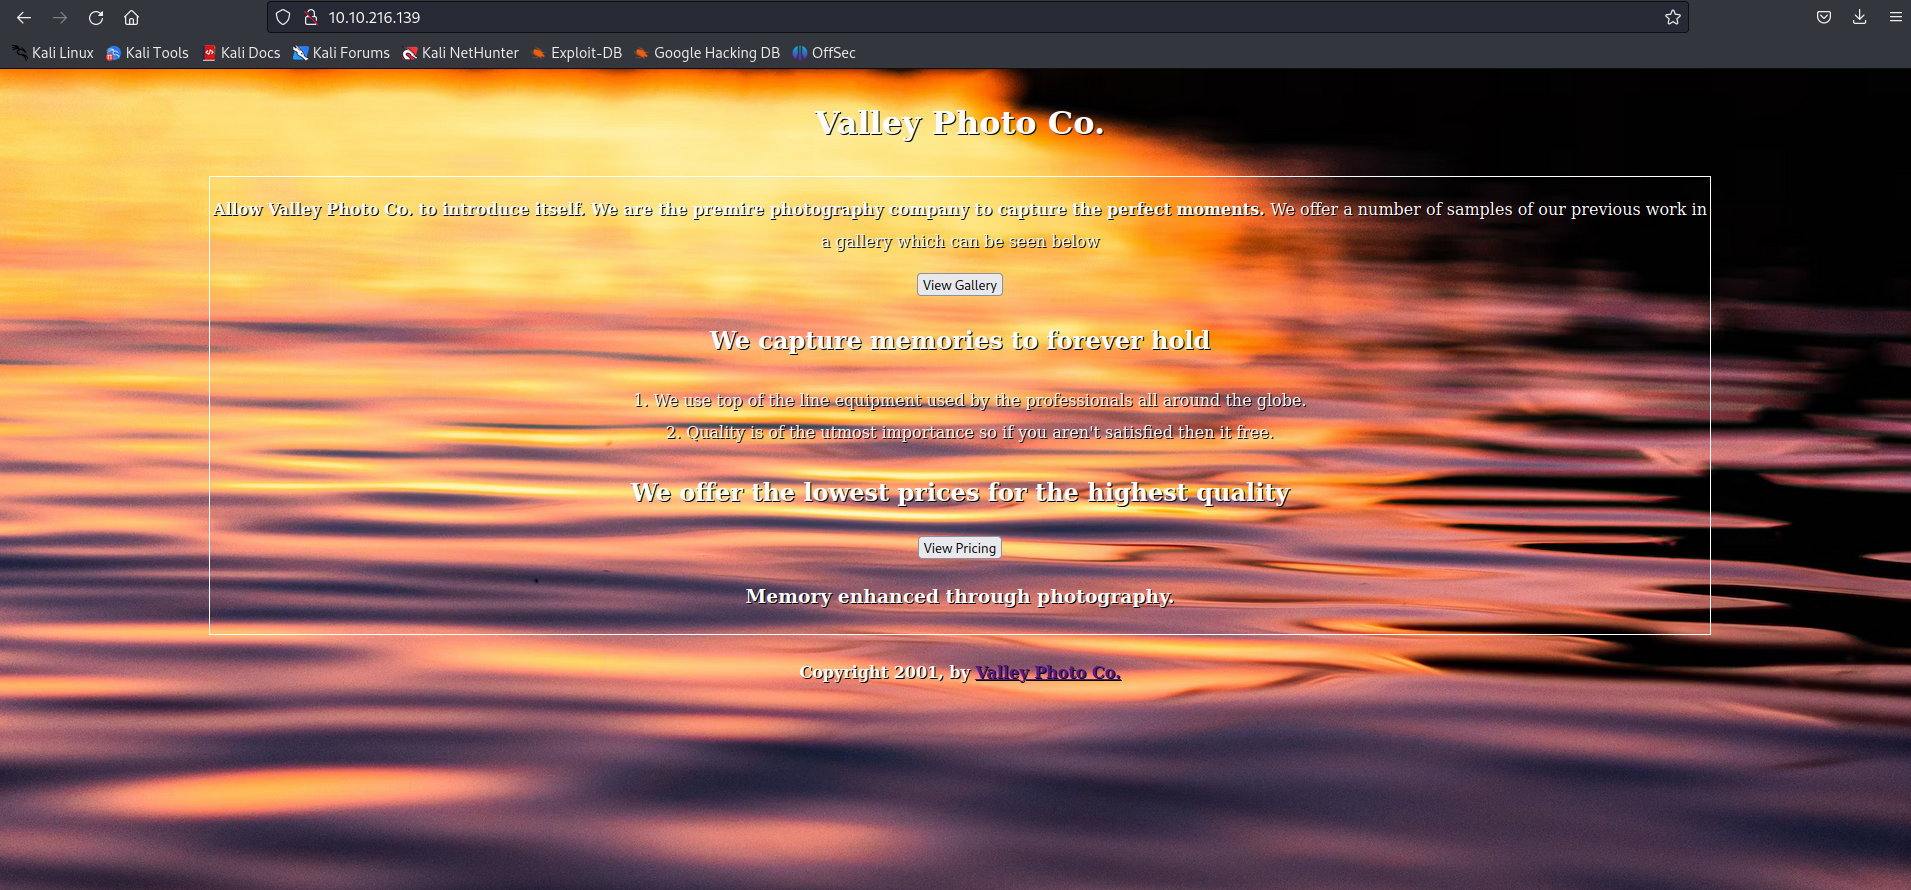 10.10.216.139
Kali Linux Kali Tools Kali Docs Kali Forums Kali NetHunter Exploit-DB Google Hacking DB OffSec
Valley Photo Co.
Allow Valley Photo Co. to introduce itself. We are the premire photography company to capture the perfect moments. We offer a number of samples of our previous work in
a gallery which can be seen below
View Gallery
We capture memories to forever hold
1. We use top of the line equipment used by the professionals all around the globe.
2. Quality is of the utmost importance so if you aren't satisfied then it free.
We offer the lowest prices for the highest quality
View Pricing
Memory enhanced through photography.
Copyright 2001, by Valley Photo Co.